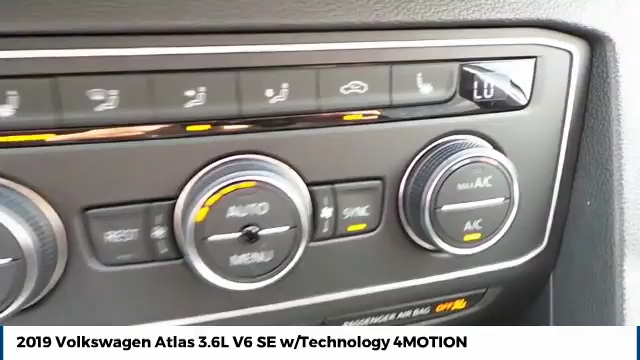 LO
MAX A/C
AUTO
REST
SYNC
A/C
MENU
PASSENGER AIR BAG OFF
2019 Volkswagen Atlas 3.6L V6 SE w/Technology 4MOTION